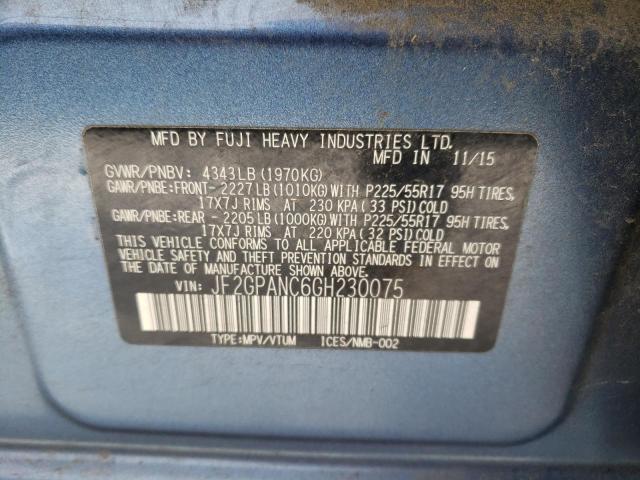 MFD BY FUJI HEAVY INDUSTRIES LTD.
MFD IN 11/15
GVWR/PNBV: 4343LB (1970KG)
GAWR/PNBE:FRONT- 2227LB (1010KG) WITH P225/55R17 95H TIRES,
17X7J RIMS AT 230 KPA (33 PSI) COLD
GAWR/PNBE:REAR - 2205LB (1000KG) WITH P225/55R17 95H TIRES,
17X7J RIMS AT 220 KPA (32 PSI) COLD
THIS VEHICLE CONFORMS TO ALL APPLICABLE FEDERAL MOTOR
VEHICLE SAFETY AND THEFT PREVENTION STANDARDS IN EFFECT
ON THE DATE OF MANUFACTURE SHOWN ABOVE.
VIN: JF2GPANC6GH230075
TYPE:MPV/VTUM ICES/NMB-002